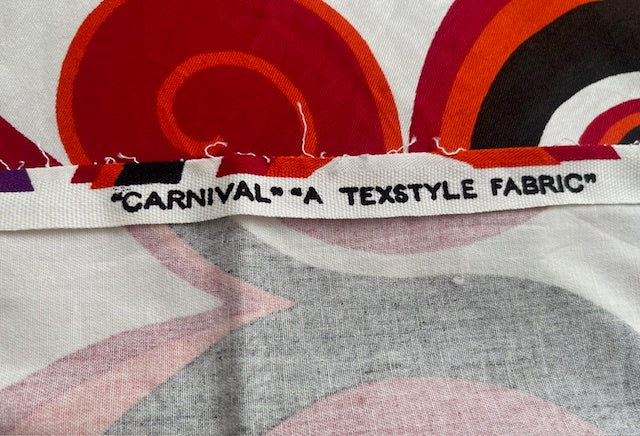 “CARNIVAL” “A TEXSTYLE FABRIC”